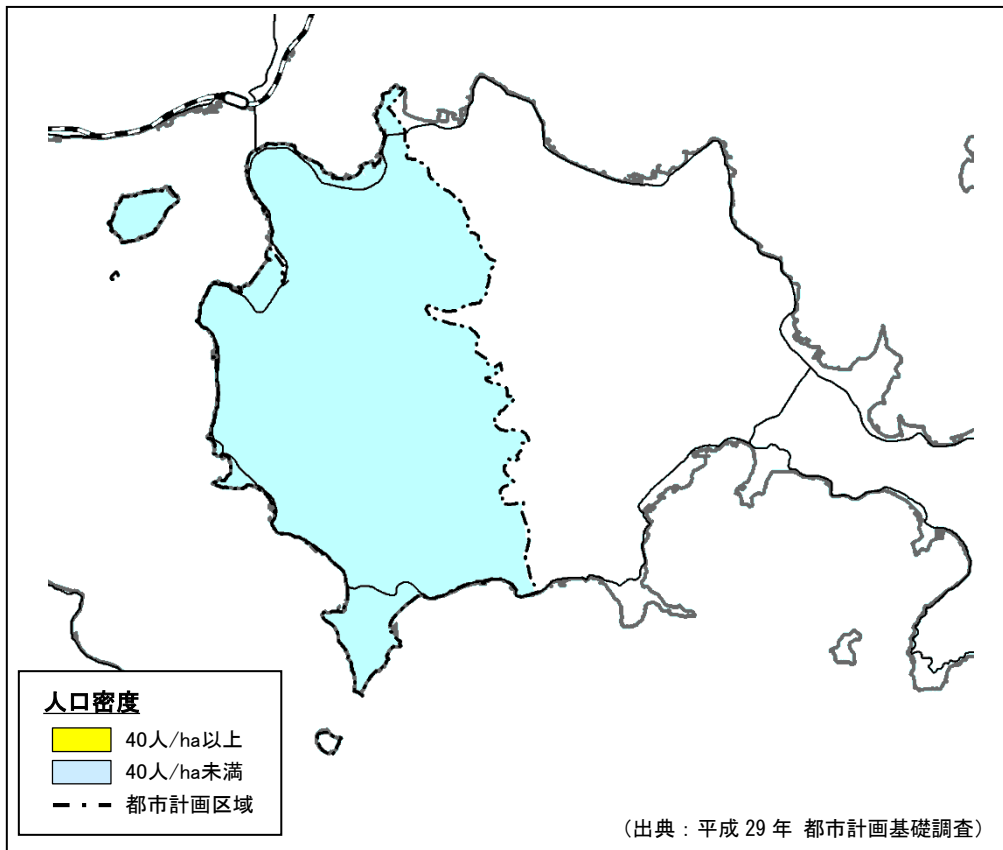 人口密度
40人/ha以上
40人/ha未満
都市計画区域
（出典：平成 29 年 都市計画基礎調査）